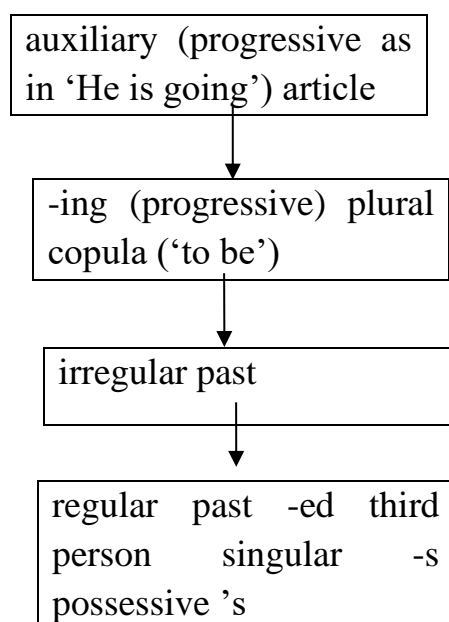 auxiliary (progressive as
in ‘He is going’) article
-ing (progressive) plural
copula (‘to be’)
irregular past
regular past -ed third
person singular -s
possessive ’s